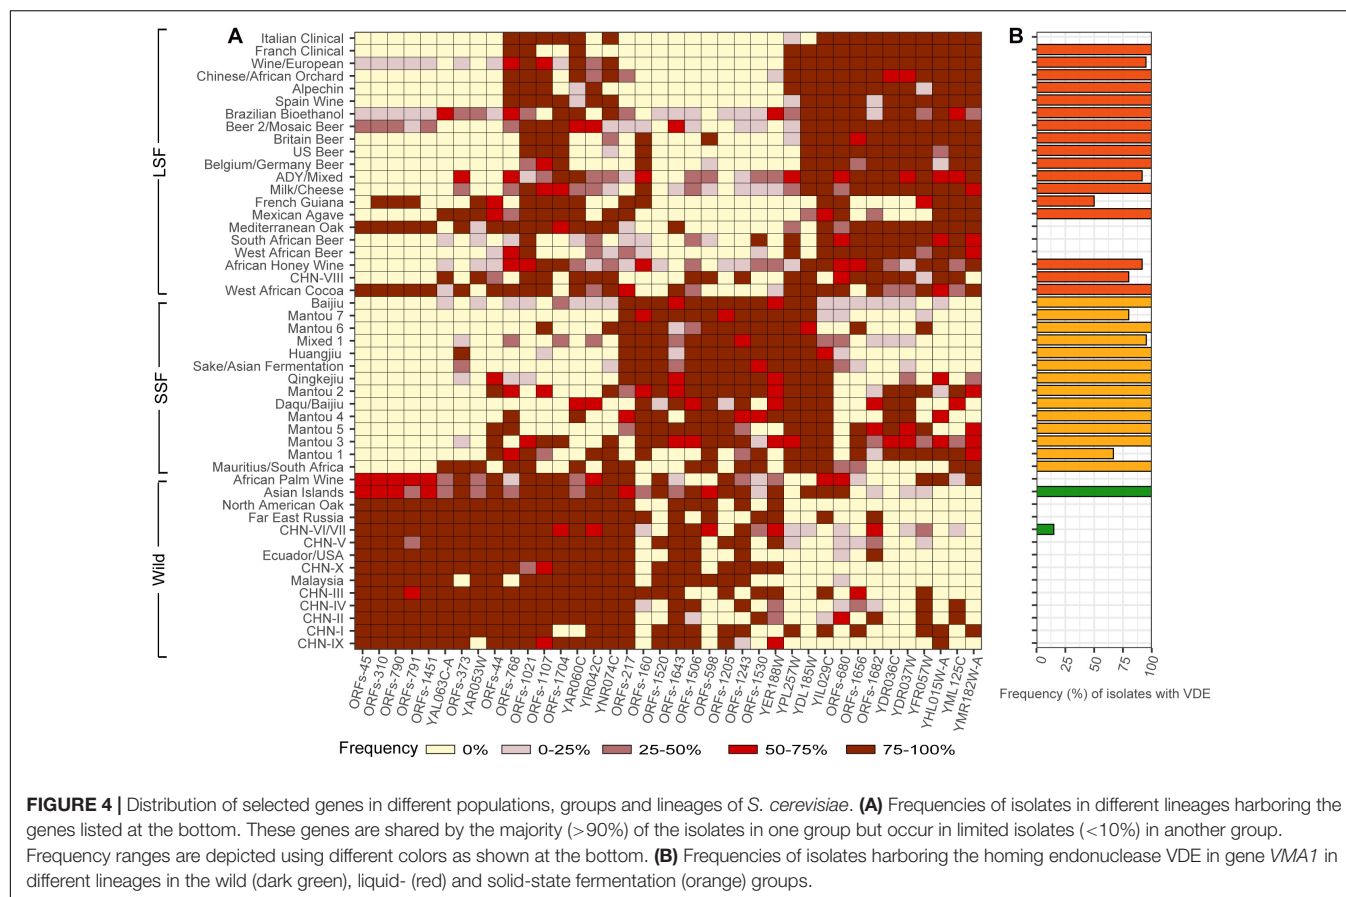 A
B
LSF
SSF
Wild
Italian Clinical
Franch Clinical
Wine/European
Chinese/African Orchard
Alpechin
Spain Wine
Brazilian Bioethanol
Beer 2/Mosaic Beer
Britain Beer
US Beer
Belgium/Germany Beer
ADY/Mixed
Milk/Cheese
French Guiana
Mexican Agave
Mediterranean Oak
South African Beer
West African Beer
African Honey Wine
CHN-VIII
West African Cocoa
Baijiu
Mantou 7
Mantou 6
Mixed 1
Huangjiu
Sake/Asian Fermentation
Qingkejiu
Mantou 2
Daqu/Baijiu
Mantou 4
Mantou 5
Mantou 3
Mantou 1
Mauritius/South Africa
African Palm Wine
Asian Islands
North American Oak
Far East Russia
CHN-VI/VII
CHN-V
Ecuador/USA
CHN-X
Malaysia
CHN-III
CHN-IV
CHN-II
CHN-I
CHN-IX
ORFs-45
ORFs-310
ORFs-790
ORFs-791
ORFs-1451
YAL063C-A
ORFs-373
YAR053W
ORFs-44
ORFs-768
ORFs-1021
ORFs-1107
ORFs-1704
YAR060C
YIR042C
YNR074C
ORFs-217
ORFs-160
ORFs-1520
ORFs-1643
ORFs-1506
ORFs-598
ORFs-1205
ORFs-1243
ORFs-1530
YER188W
YPL257W
YDL185W
YIL029C
ORFs-680
ORFs-1656
ORFs-1682
YDR036C
YDR037W
YFR057W
YHL015W-A
YML125C
YMR182W-A
0
25
50
75
100
Frequency (%) of isolates with VDE
Frequency 0% 0-25% 25-50% 50-75% 75-100%
FIGURE 4 | Distribution of selected genes in different populations, groups and lineages of S. cerevisiae. (A) Frequencies of isolates in different lineages harboring the
genes listed at the bottom. These genes are shared by the majority (>90%) of the isolates in one group but occur in limited isolates (<10%) in another group.
Frequency ranges are depicted using different colors as shown at the bottom. (B) Frequencies of isolates harboring the homing endonuclease VDE in gene VMA1 in
different lineages in the wild (dark green), liquid- (red) and solid-state fermentation (orange) groups.